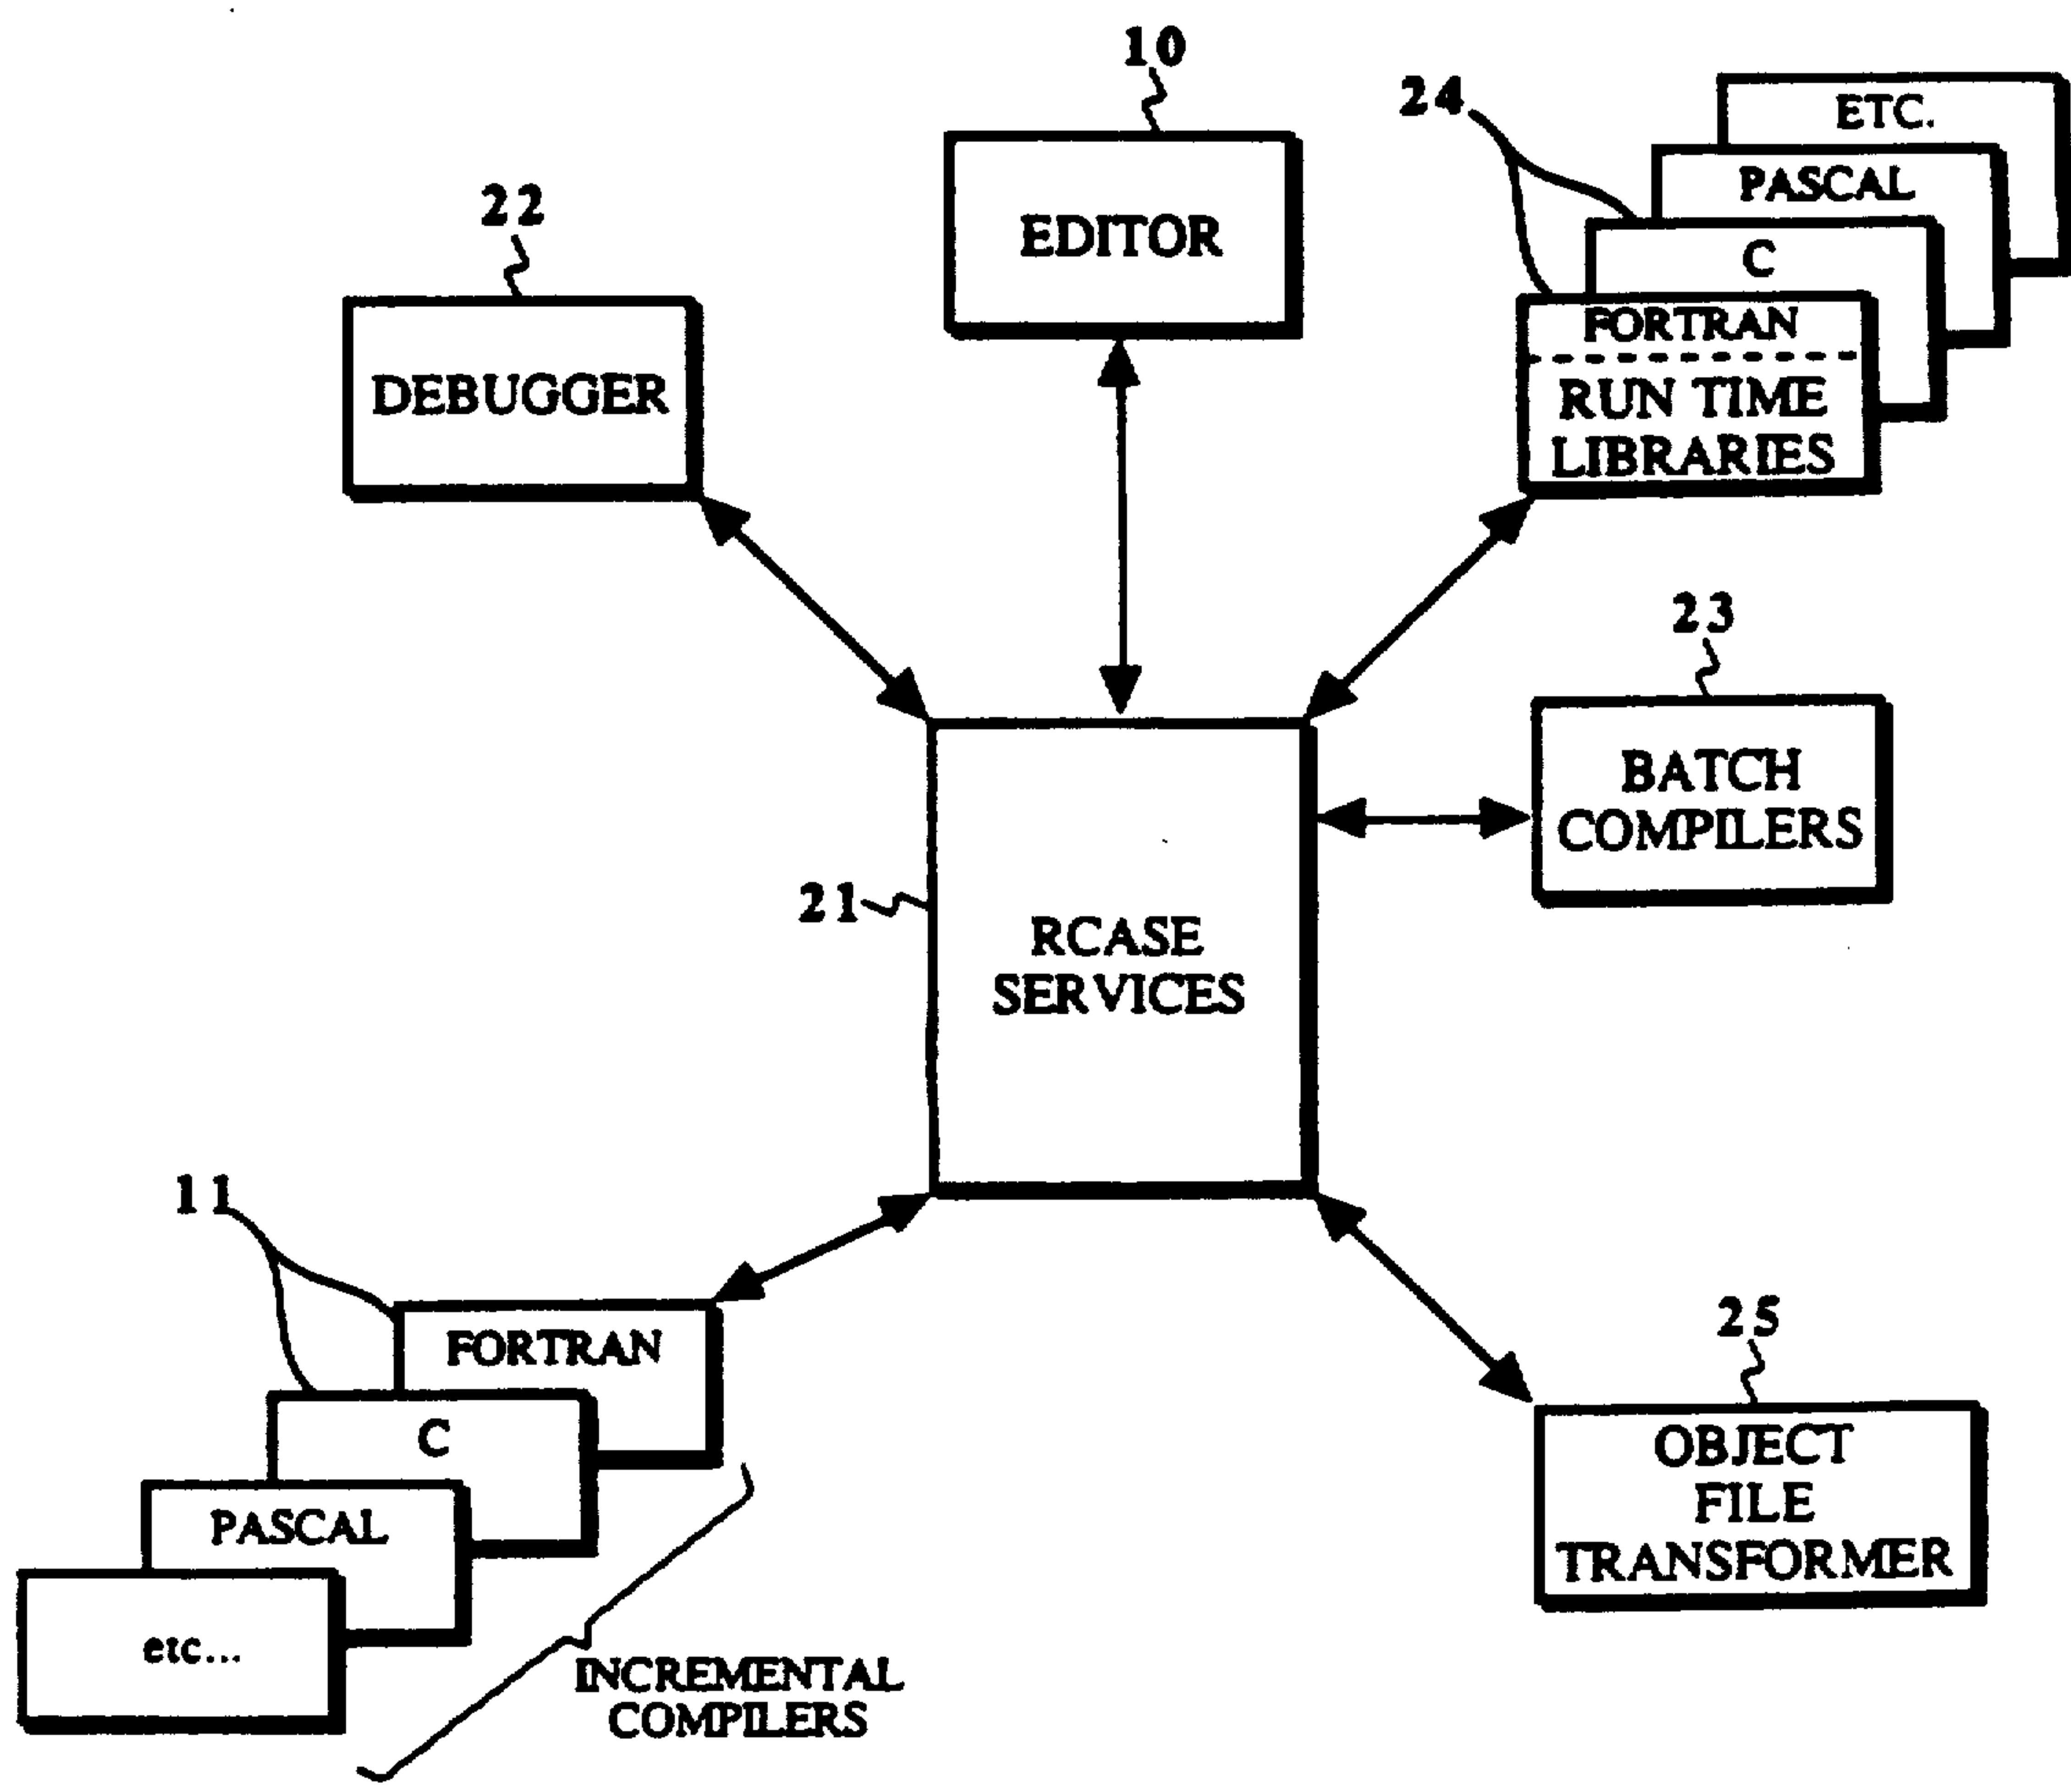 10
EDITOR
22
DEBUGGER
24
ETC.
PASCAL
C
FORTRAN
RUN TIME
LIBRARIES
23
BATCH
COMPILERS
21
RCASE
SERVICES
11
FORTRAN
C
PASCAL
etc...
INCREMENTAL
COMPILERS
25
OBJECT
FILE
TRANSFORMER